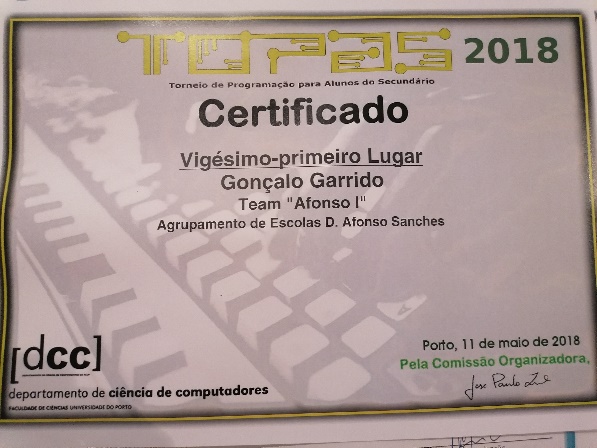 TOPAS 2018
Torneio de Programação para Alunos do Secundário
Certificado
Vigésimo-primeiro Lugar
Gonçalo Garrido
Team "Afonso I"
Agrupamento de Escolas D. Afonso Sanches
Porto, 11 de maio de 2018
Pela Comissão Organizadora,
José Paulo
[dcc]
departamento de ciência de computadores
FACULDADE DE CIÊNCIAS UNIVERSIDADE DO PORTO